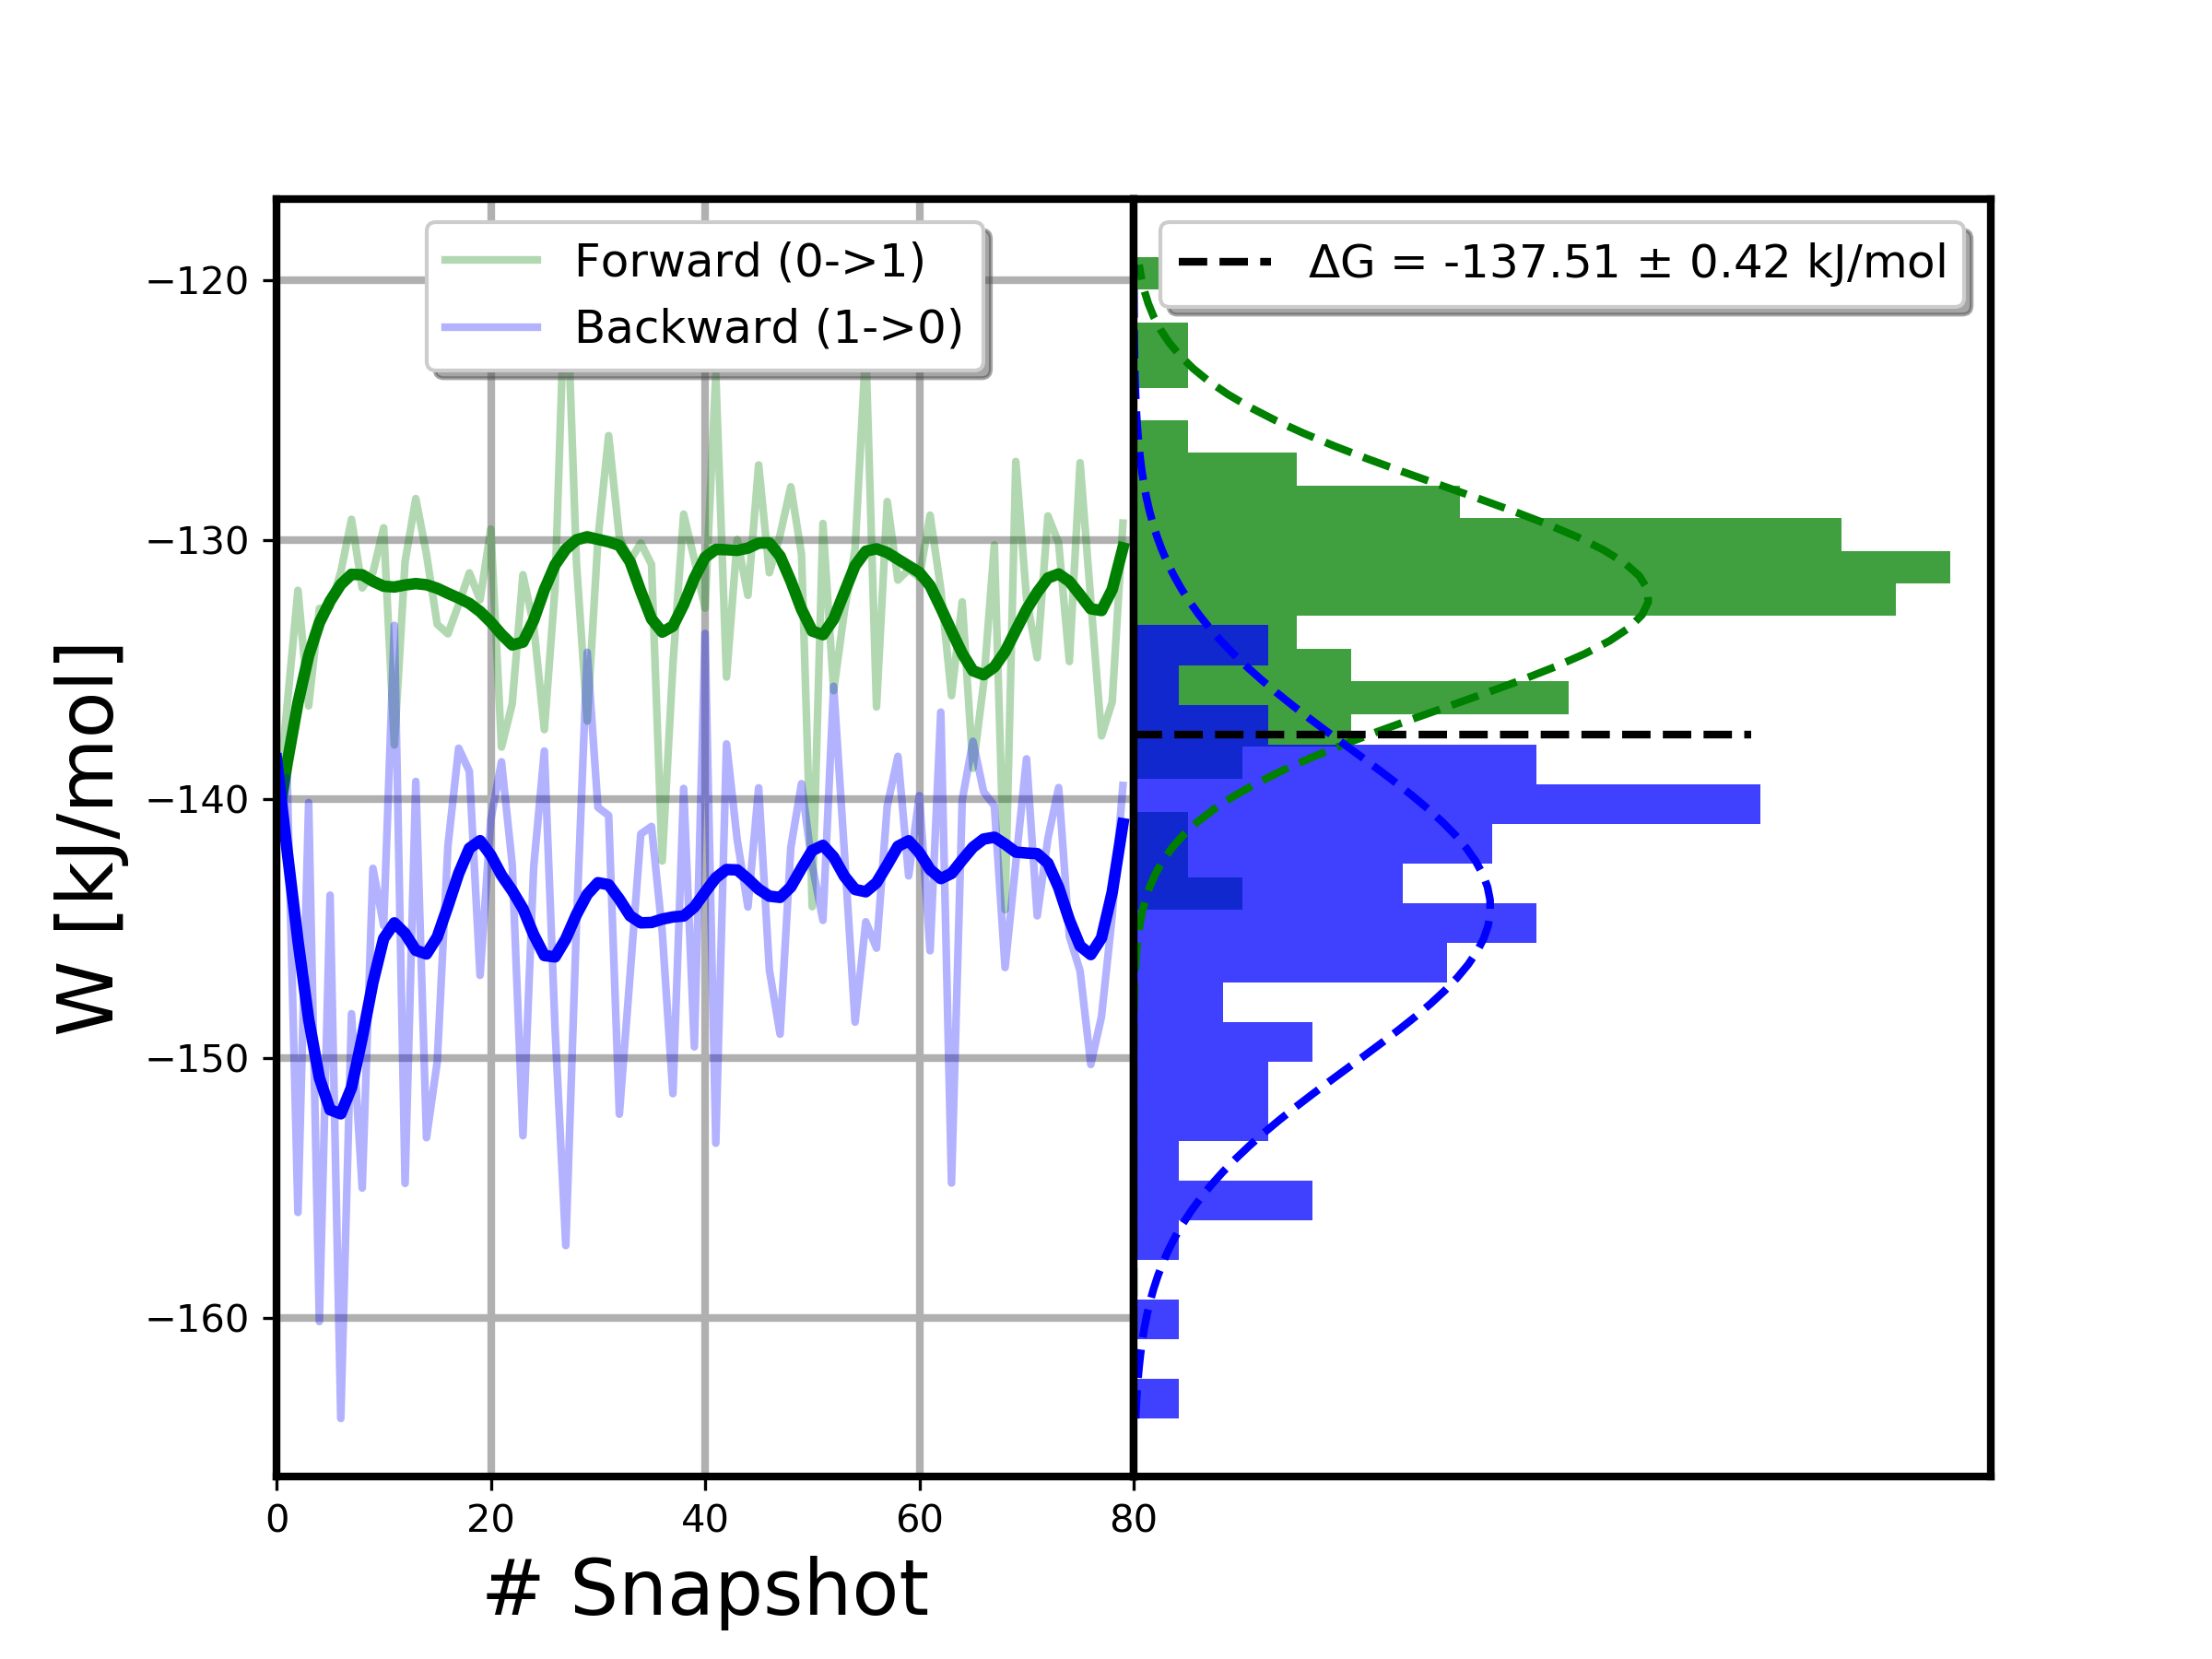 Forward (0->1)
Backward (1->0)
ΔG = -137.51 ± 0.42 kJ/mol
−120
−130
−140
−150
−160
W [kJ/mol]
0 20 40 60 80
# Snapshot